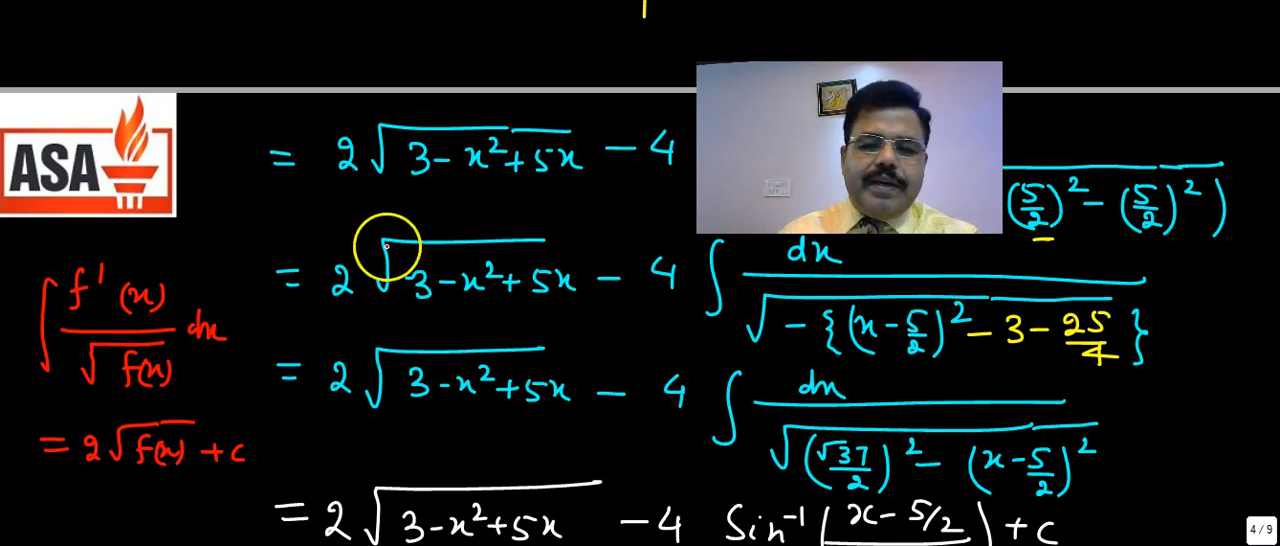 ASA
= 2√(3-x²+5x) - 4
(5/2)² - (5/2)²)
= 2√(3-x²+5x) - 4 ∫ dx / √(-{(x-5/2)² - 3 - 25/4})
= 2√(3-x²+5x) - 4 ∫ dx / √((√37/2)² - (x-5/2)²)
= 2√(3-x²+5x) - 4 Sin⁻¹(x-5/2) + c
∫ f'(x) / √f(x) dx
= 2√f(x) + c
4 / 9